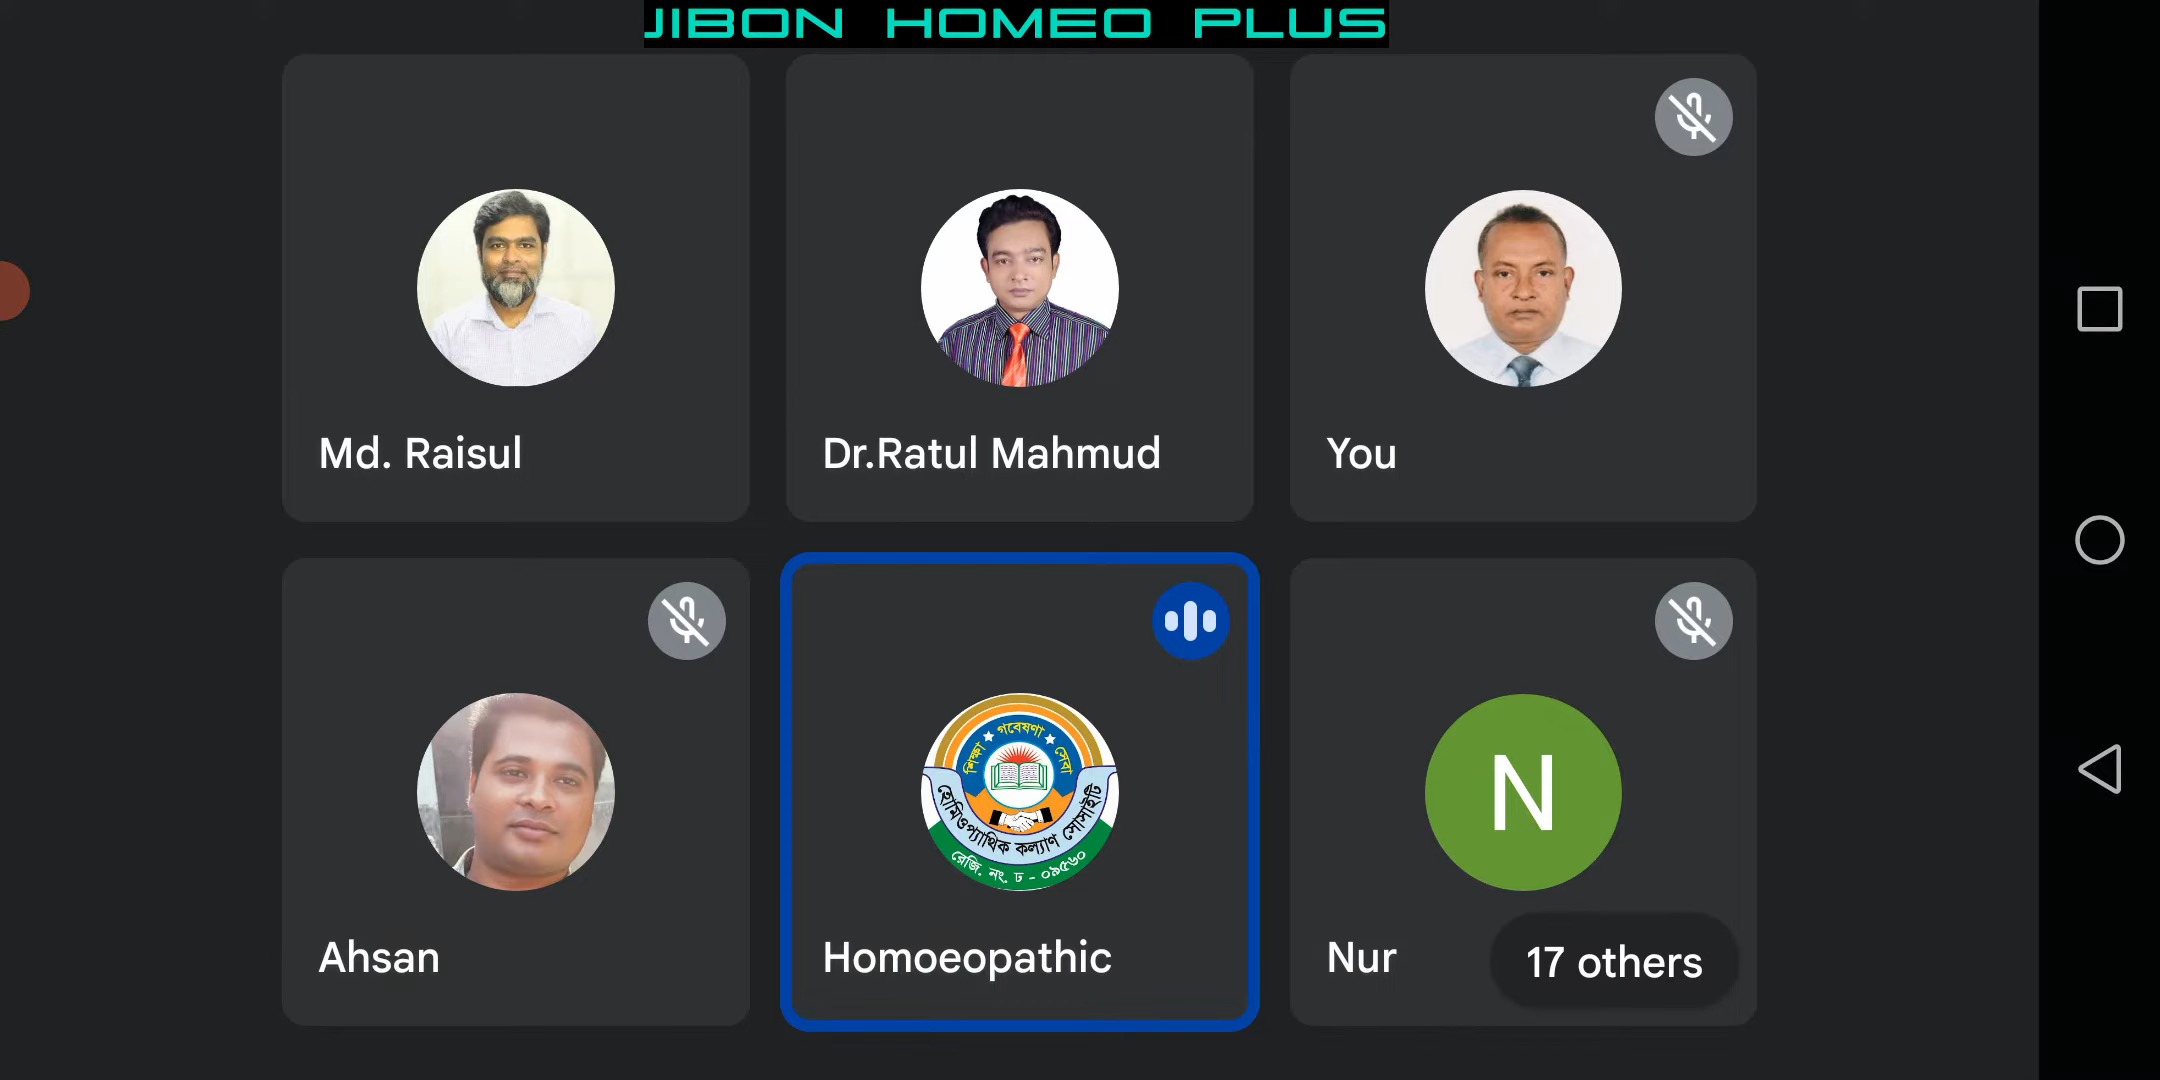 JIBON HOMEO PLUS
Md. Raisul
Dr.Ratul Mahmud
You
Ahsan
শিক্ষা ★ গবেষণা ★ সেবা
হোমিওপ্যাথিক কল্যাণ সোসাইটি
রেজি. নং. ঢ - ০৯৫৬০
Homoeopathic
N
Nur
17 others